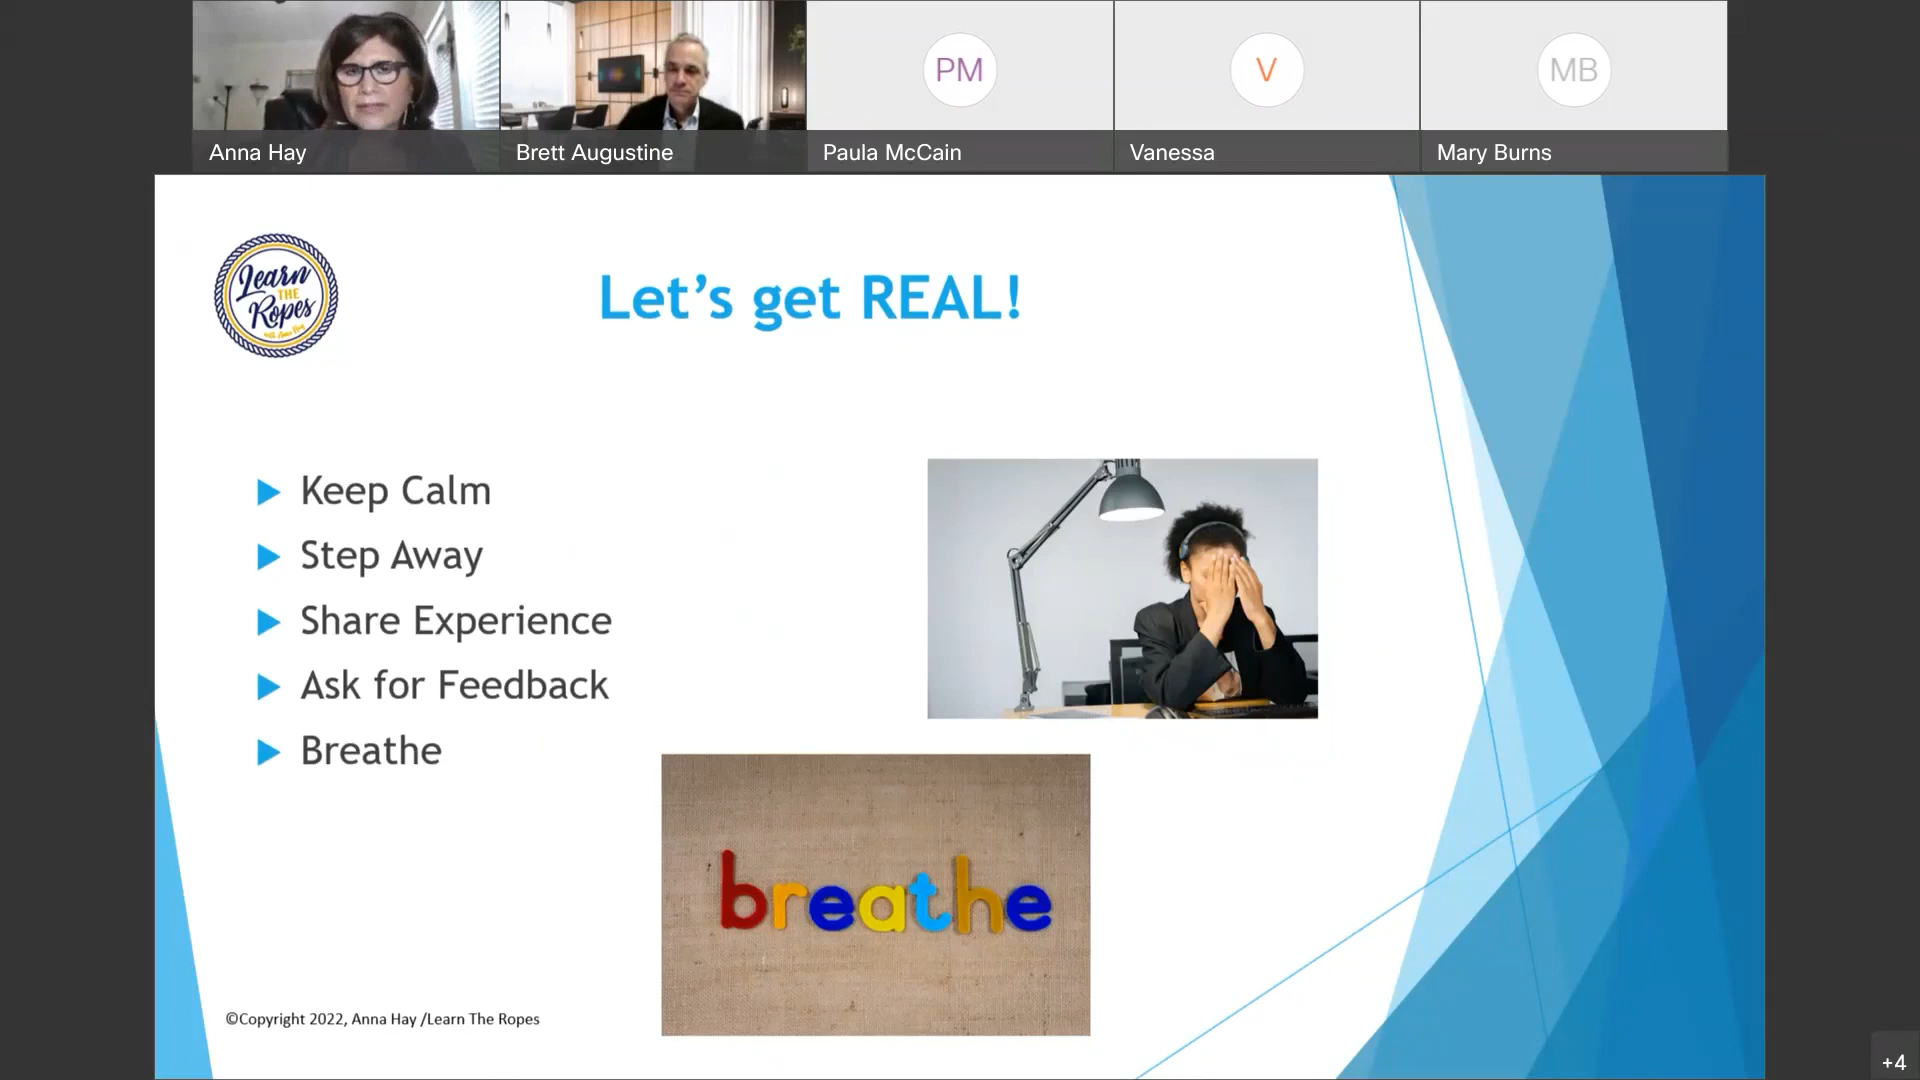 PM
V
MB
Anna Hay
Brett Augustine
Paula McCain
Vanessa
Mary Burns
Learn
THE
Ropes
Let’s get REAL!
Keep Calm
Step Away
Share Experience
Ask for Feedback
Breathe
breathe
©Copyright 2022, Anna Hay /Learn The Ropes
+4